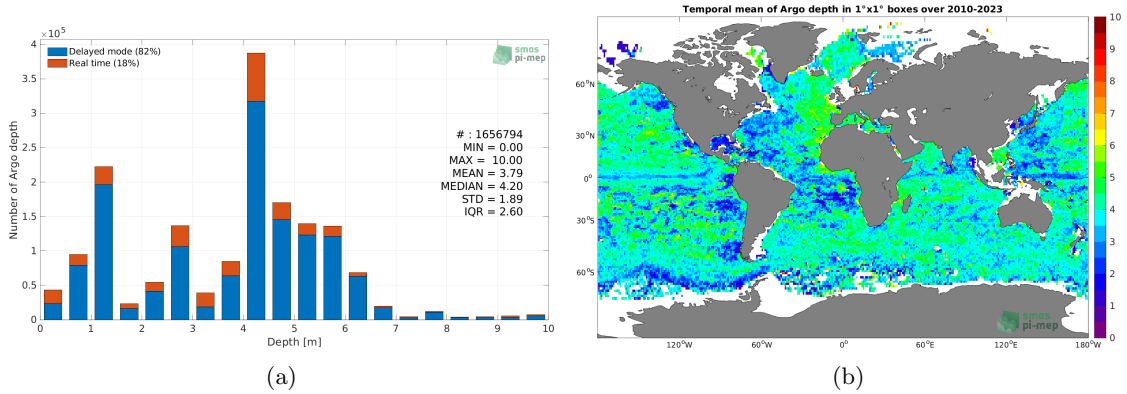 ×10⁵
Delayed mode (82%)
Real time (18%)
smos
pi-mep
# : 1656794
MIN = 0.00
MAX = 10.00
MEAN = 3.79
MEDIAN = 4.20
STD = 1.89
IQR = 2.60
Number of Argo depth
4
3.5
3
2.5
2
1.5
1
0.5
0
0 1 2 3 4 5 6 7 8 9 10
Depth [m]
(a)
Temporal mean of Argo depth in 1°x1° boxes over 2010-2023
60°N
30°N
0°
30°S
60°S
120°W 60°W 0° 60°E 120°E 180°W
smos
pi-mep
10
9
8
7
6
5
4
3
2
1
0
(b)